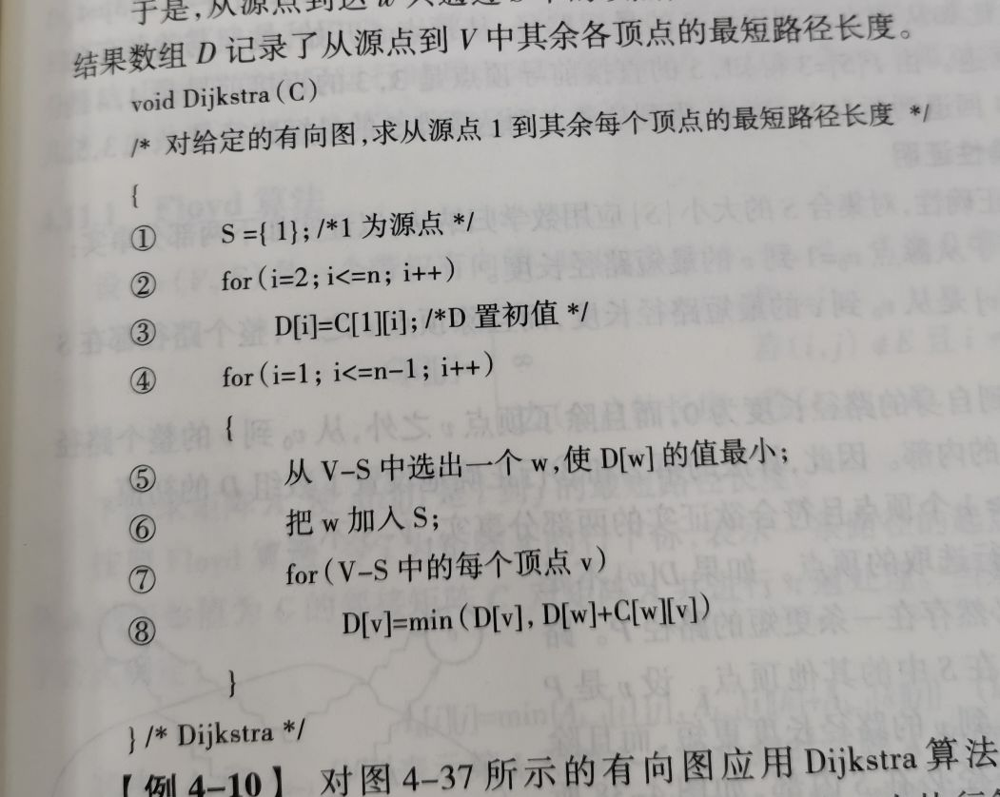 于是,从源点到达 w 只通过 S 中的
结果数组 D 记录了从源点到 V 中其余各顶点的最短路径长度。
void Dijkstra(C)
/* 对给定的有向图,求从源点 1 到其余每个顶点的最短路径长度 */
{
① S={1}; /*1 为源点 */
② for(i=2; i<=n; i++)
③ D[i]=C[1][i]; /*D 置初值 */
④ for(i=1; i<=n-1; i++)
{
⑤ 从 V-S 中选出一个 w,使 D[w] 的值最小;
⑥ 把 w 加入 S;
⑦ for(V-S 中的每个顶点 v)
⑧ D[v]=min(D[v], D[w]+C[w][v])
}
} /* Dijkstra */
【例 4-10】 对图 4-37 所示的有向图应用 Dijkstra 算法